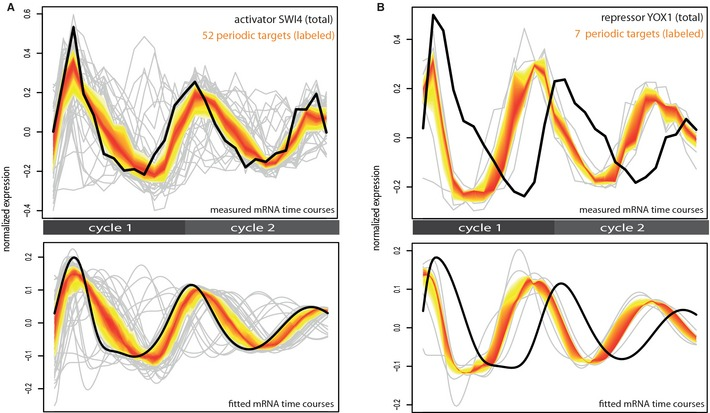 A
activator SWI4 (total)
52 periodic targets (labeled)
normalized expression
0.6
0.4
0.2
0.0
-0.2
0.4
measured mRNA time courses
cycle 1
cycle 2
0.2
0.1
0.0
-0.1
-0.2
fitted mRNA time courses
B
repressor YOX1 (total)
7 periodic targets (labeled)
normalized expression
0.4
0.2
0.0
-0.2
measured mRNA time courses
cycle 1
cycle 2
0.2
0.1
0.0
-0.1
0.20
fitted mRNA time courses